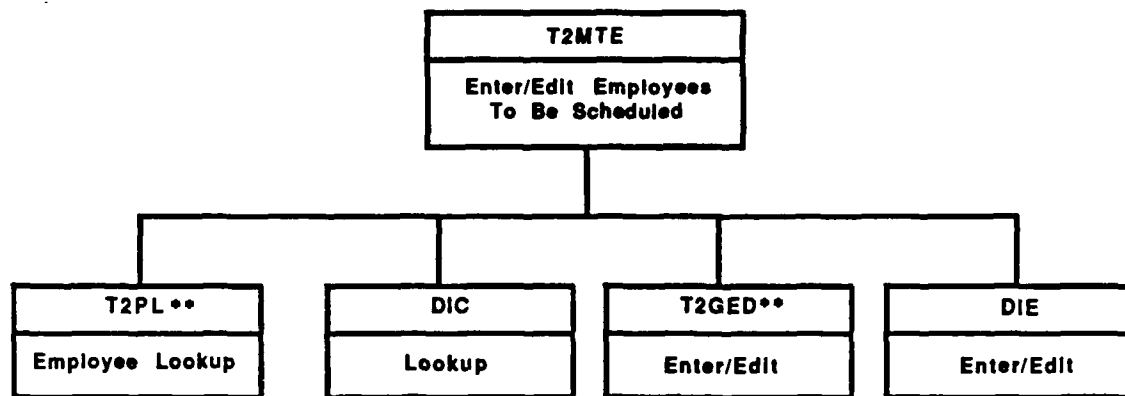 T2MTE
Enter/Edit Employees
To Be Scheduled
T2PL**
DIC
T2GED**
DIE
Employee Lookup
Lookup
Enter/Edit
Enter/Edit